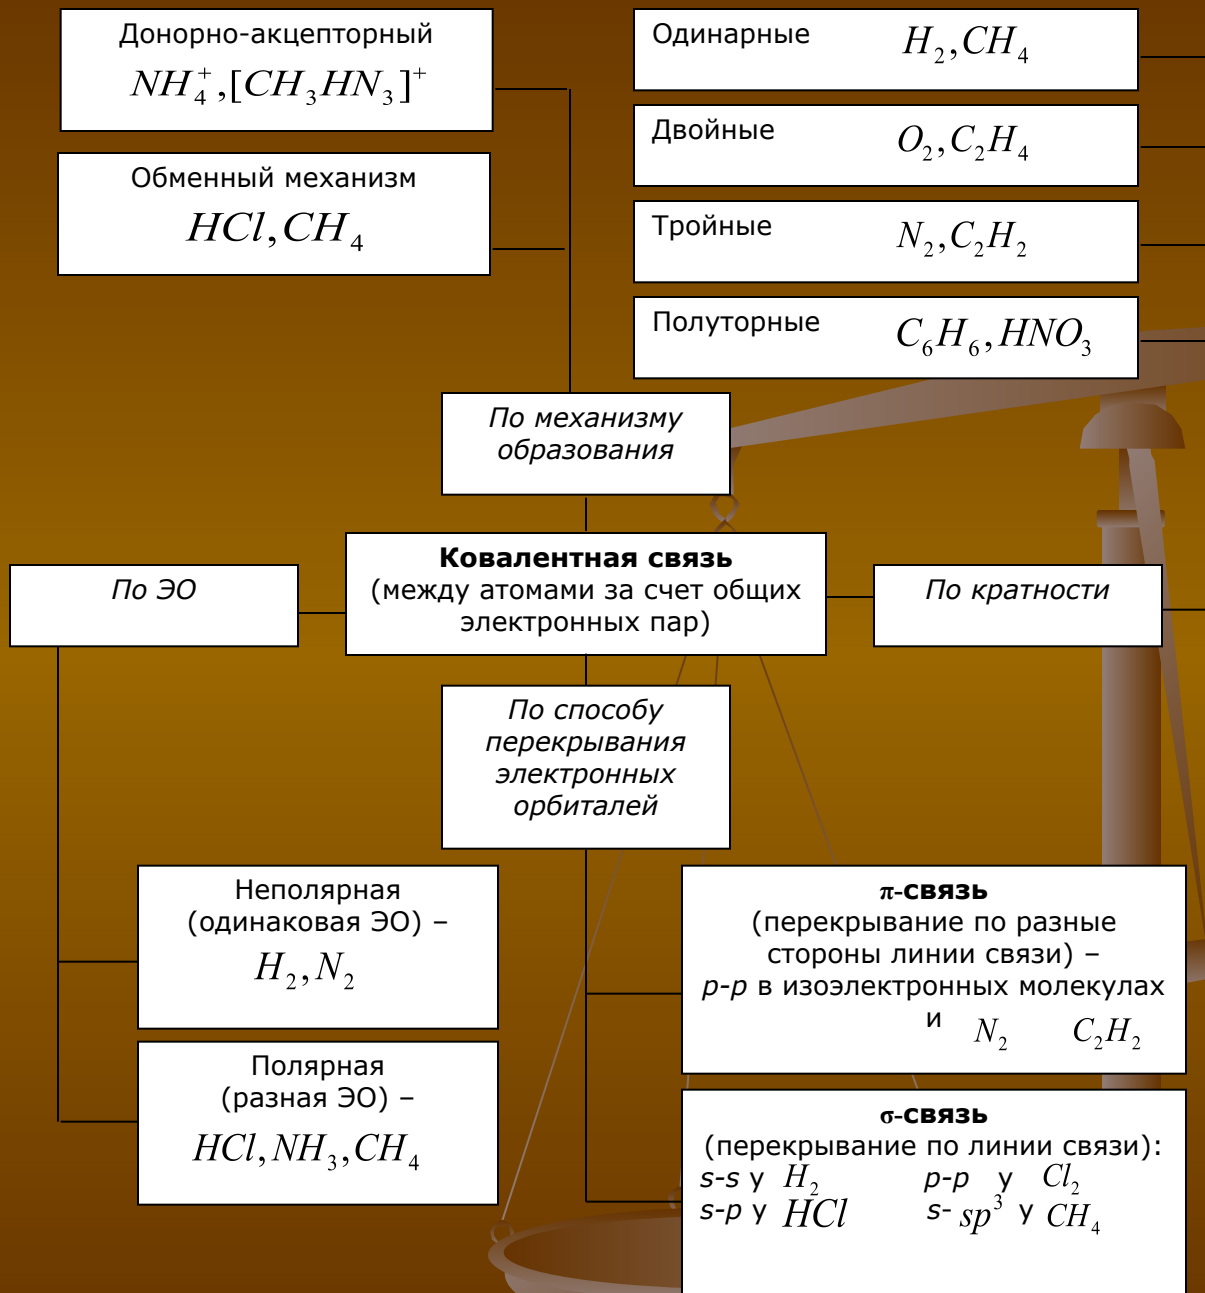 Донорно-акцепторный
NH₄⁺,[CH₃HN₃]⁺
Обменный механизм
HCl,CH₄
Одинарные H₂,CH₄
Двойные O₂,C₂H₄
Тройные N₂,C₂H₂
Полуторные C₆H₆,HNO₃
По механизму
образования
По ЭО
Ковалентная связь
(между атомами за счет общих
электронных пар)
По кратности
По способу
перекрывания
электронных
орбиталей
Неполярная
(одинаковая ЭО) –
H₂,N₂
Полярная
(разная ЭО) –
HCl,NH₃,CH₄
π-связь
(перекрывание по разные
стороны линии связи) –
p-p в изоэлектронных молекулах
и N₂ C₂H₂
σ-связь
(перекрывание по линии связи):
s-s у H₂ p-p у Cl₂
s-p у HCl s- sp³ у CH₄